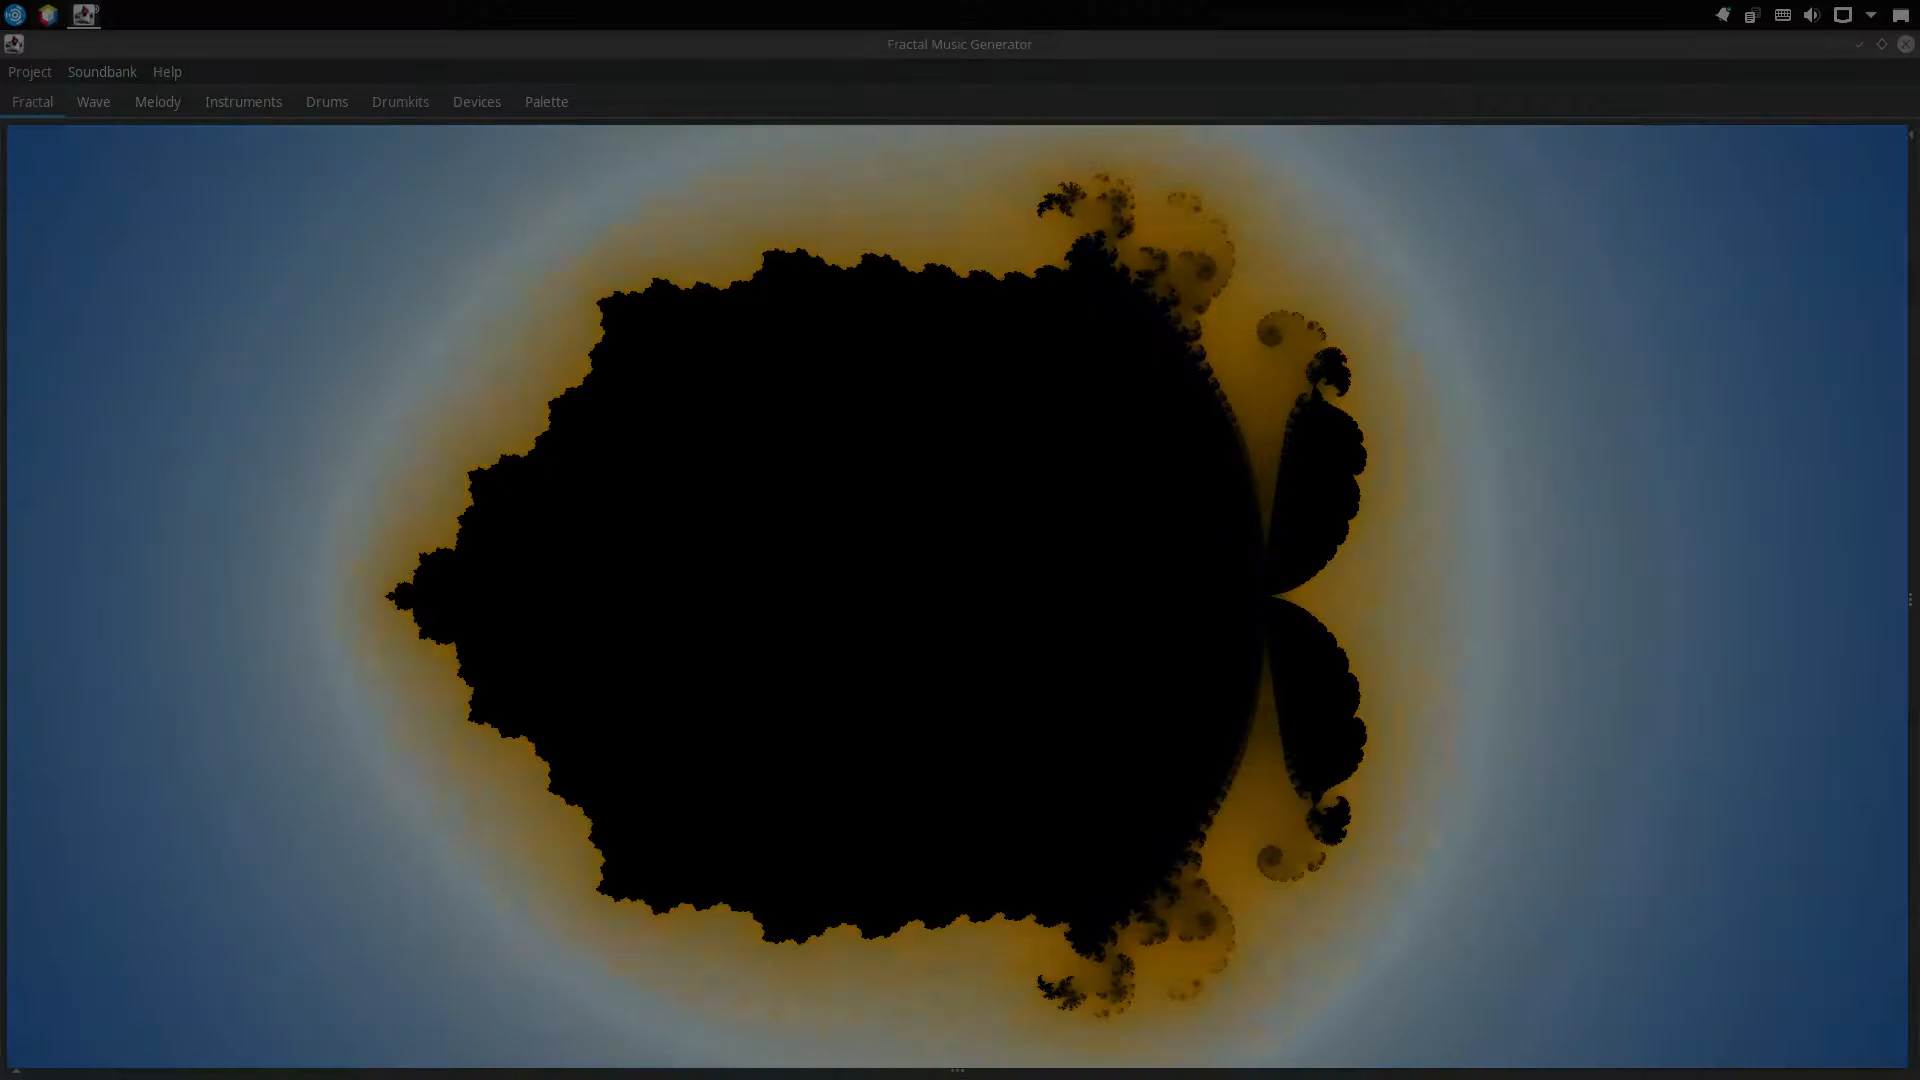 Fractal Music Generator
Project Soundbank Help
Fractal Wave Melody Instruments Drums Drumkits Devices Palette